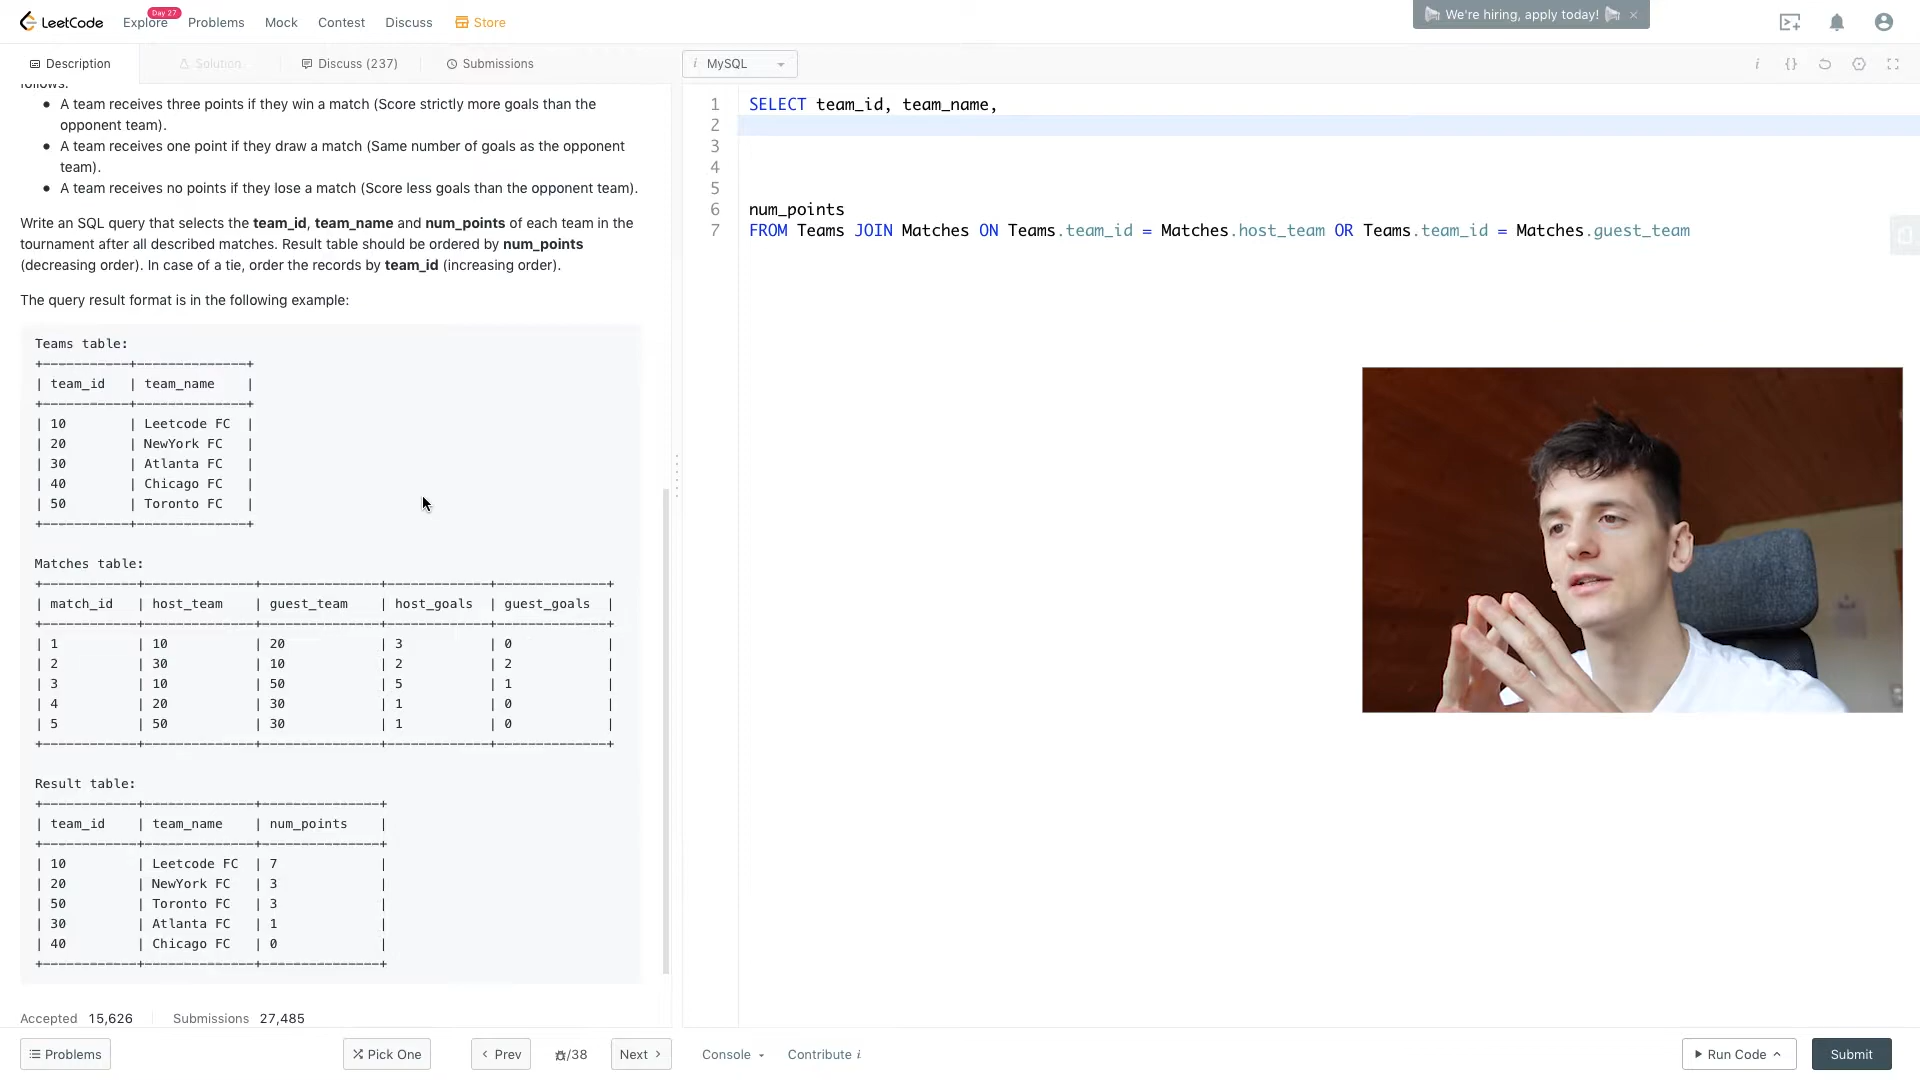 LeetCode
Explore
Day 27
Problems
Mock
Contest
Discuss
Store
We're hiring, apply today!
Description
Solution
Discuss (237)
Submissions
i MySQL
follows:
• A team receives three points if they win a match (Score strictly more goals than the
opponent team).
• A team receives one point if they draw a match (Same number of goals as the opponent
team).
• A team receives no points if they lose a match (Score less goals than the opponent team).
Write an SQL query that selects the team_id, team_name and num_points of each team in the
tournament after all described matches. Result table should be ordered by num_points
(decreasing order). In case of a tie, order the records by team_id (increasing order).
The query result format is in the following example:
Teams table:
+-----------+--------------+
| team_id | team_name |
+-----------+--------------+
| 10 | Leetcode FC |
| 20 | NewYork FC |
| 30 | Atlanta FC |
| 40 | Chicago FC |
| 50 | Toronto FC |
+-----------+--------------+
Matches table:
+------------+--------------+---------------+-------------+--------------+
| match_id | host_team | guest_team | host_goals | guest_goals |
+------------+--------------+---------------+-------------+--------------+
| 1 | 10 | 20 | 3 | 0 |
| 2 | 30 | 10 | 2 | 2 |
| 3 | 10 | 50 | 5 | 1 |
| 4 | 20 | 30 | 1 | 0 |
| 5 | 50 | 30 | 1 | 0 |
+------------+--------------+---------------+-------------+--------------+
Result table:
+------------+--------------+---------------+
| team_id | team_name | num_points |
+------------+--------------+---------------+
| 10 | Leetcode FC | 7 |
| 20 | NewYork FC | 3 |
| 50 | Toronto FC | 3 |
| 30 | Atlanta FC | 1 |
| 40 | Chicago FC | 0 |
+------------+--------------+---------------+
Accepted 15,626 Submissions 27,485
1 SELECT team_id, team_name,
2
3
4
5
6 num_points
7 FROM Teams JOIN Matches ON Teams.team_id = Matches.host_team OR Teams.team_id = Matches.guest_team
Problems
Pick One
Prev
/38
Next
Console
Contribute i
Run Code
Submit